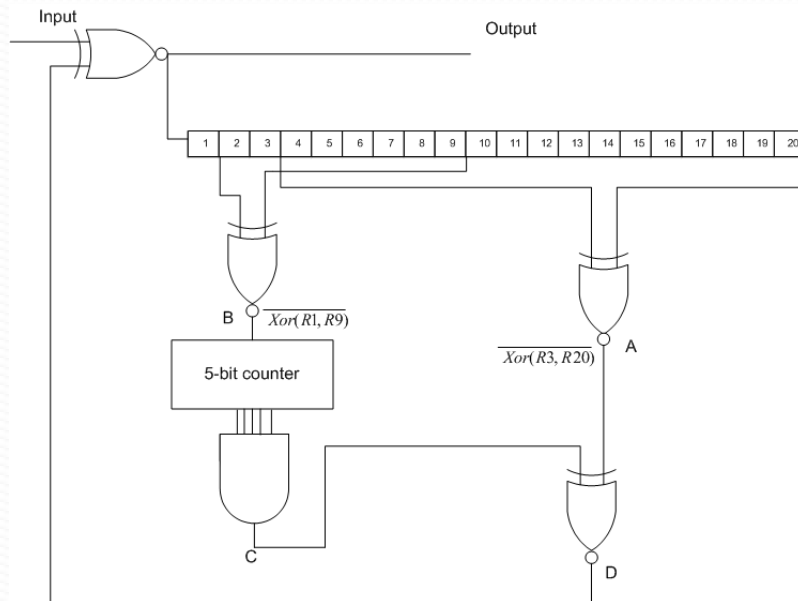 Input
Output
1 2 3 4 5 6 7 8 9 10 11 12 13 14 15 16 17 18 19 20
B
Xor(R1, R9)
A
Xor(R3, R20)
5-bit counter
C
D